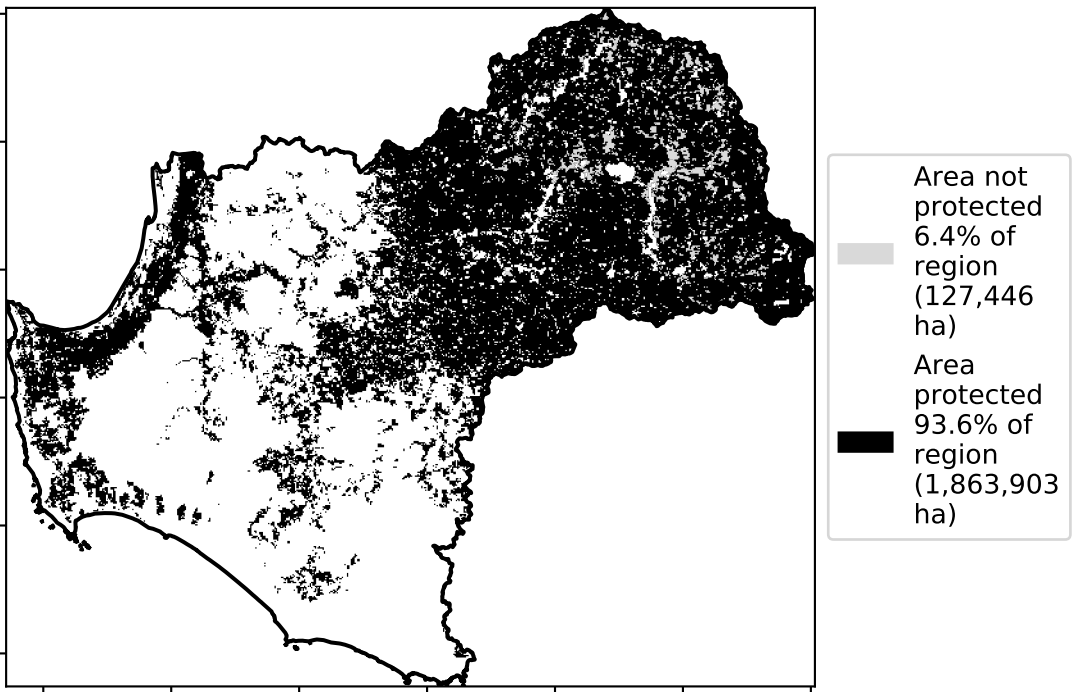 Area not
protected
6.4% of
region
(127,446
ha)
Area
protected
93.6% of
region
(1,863,903
ha)